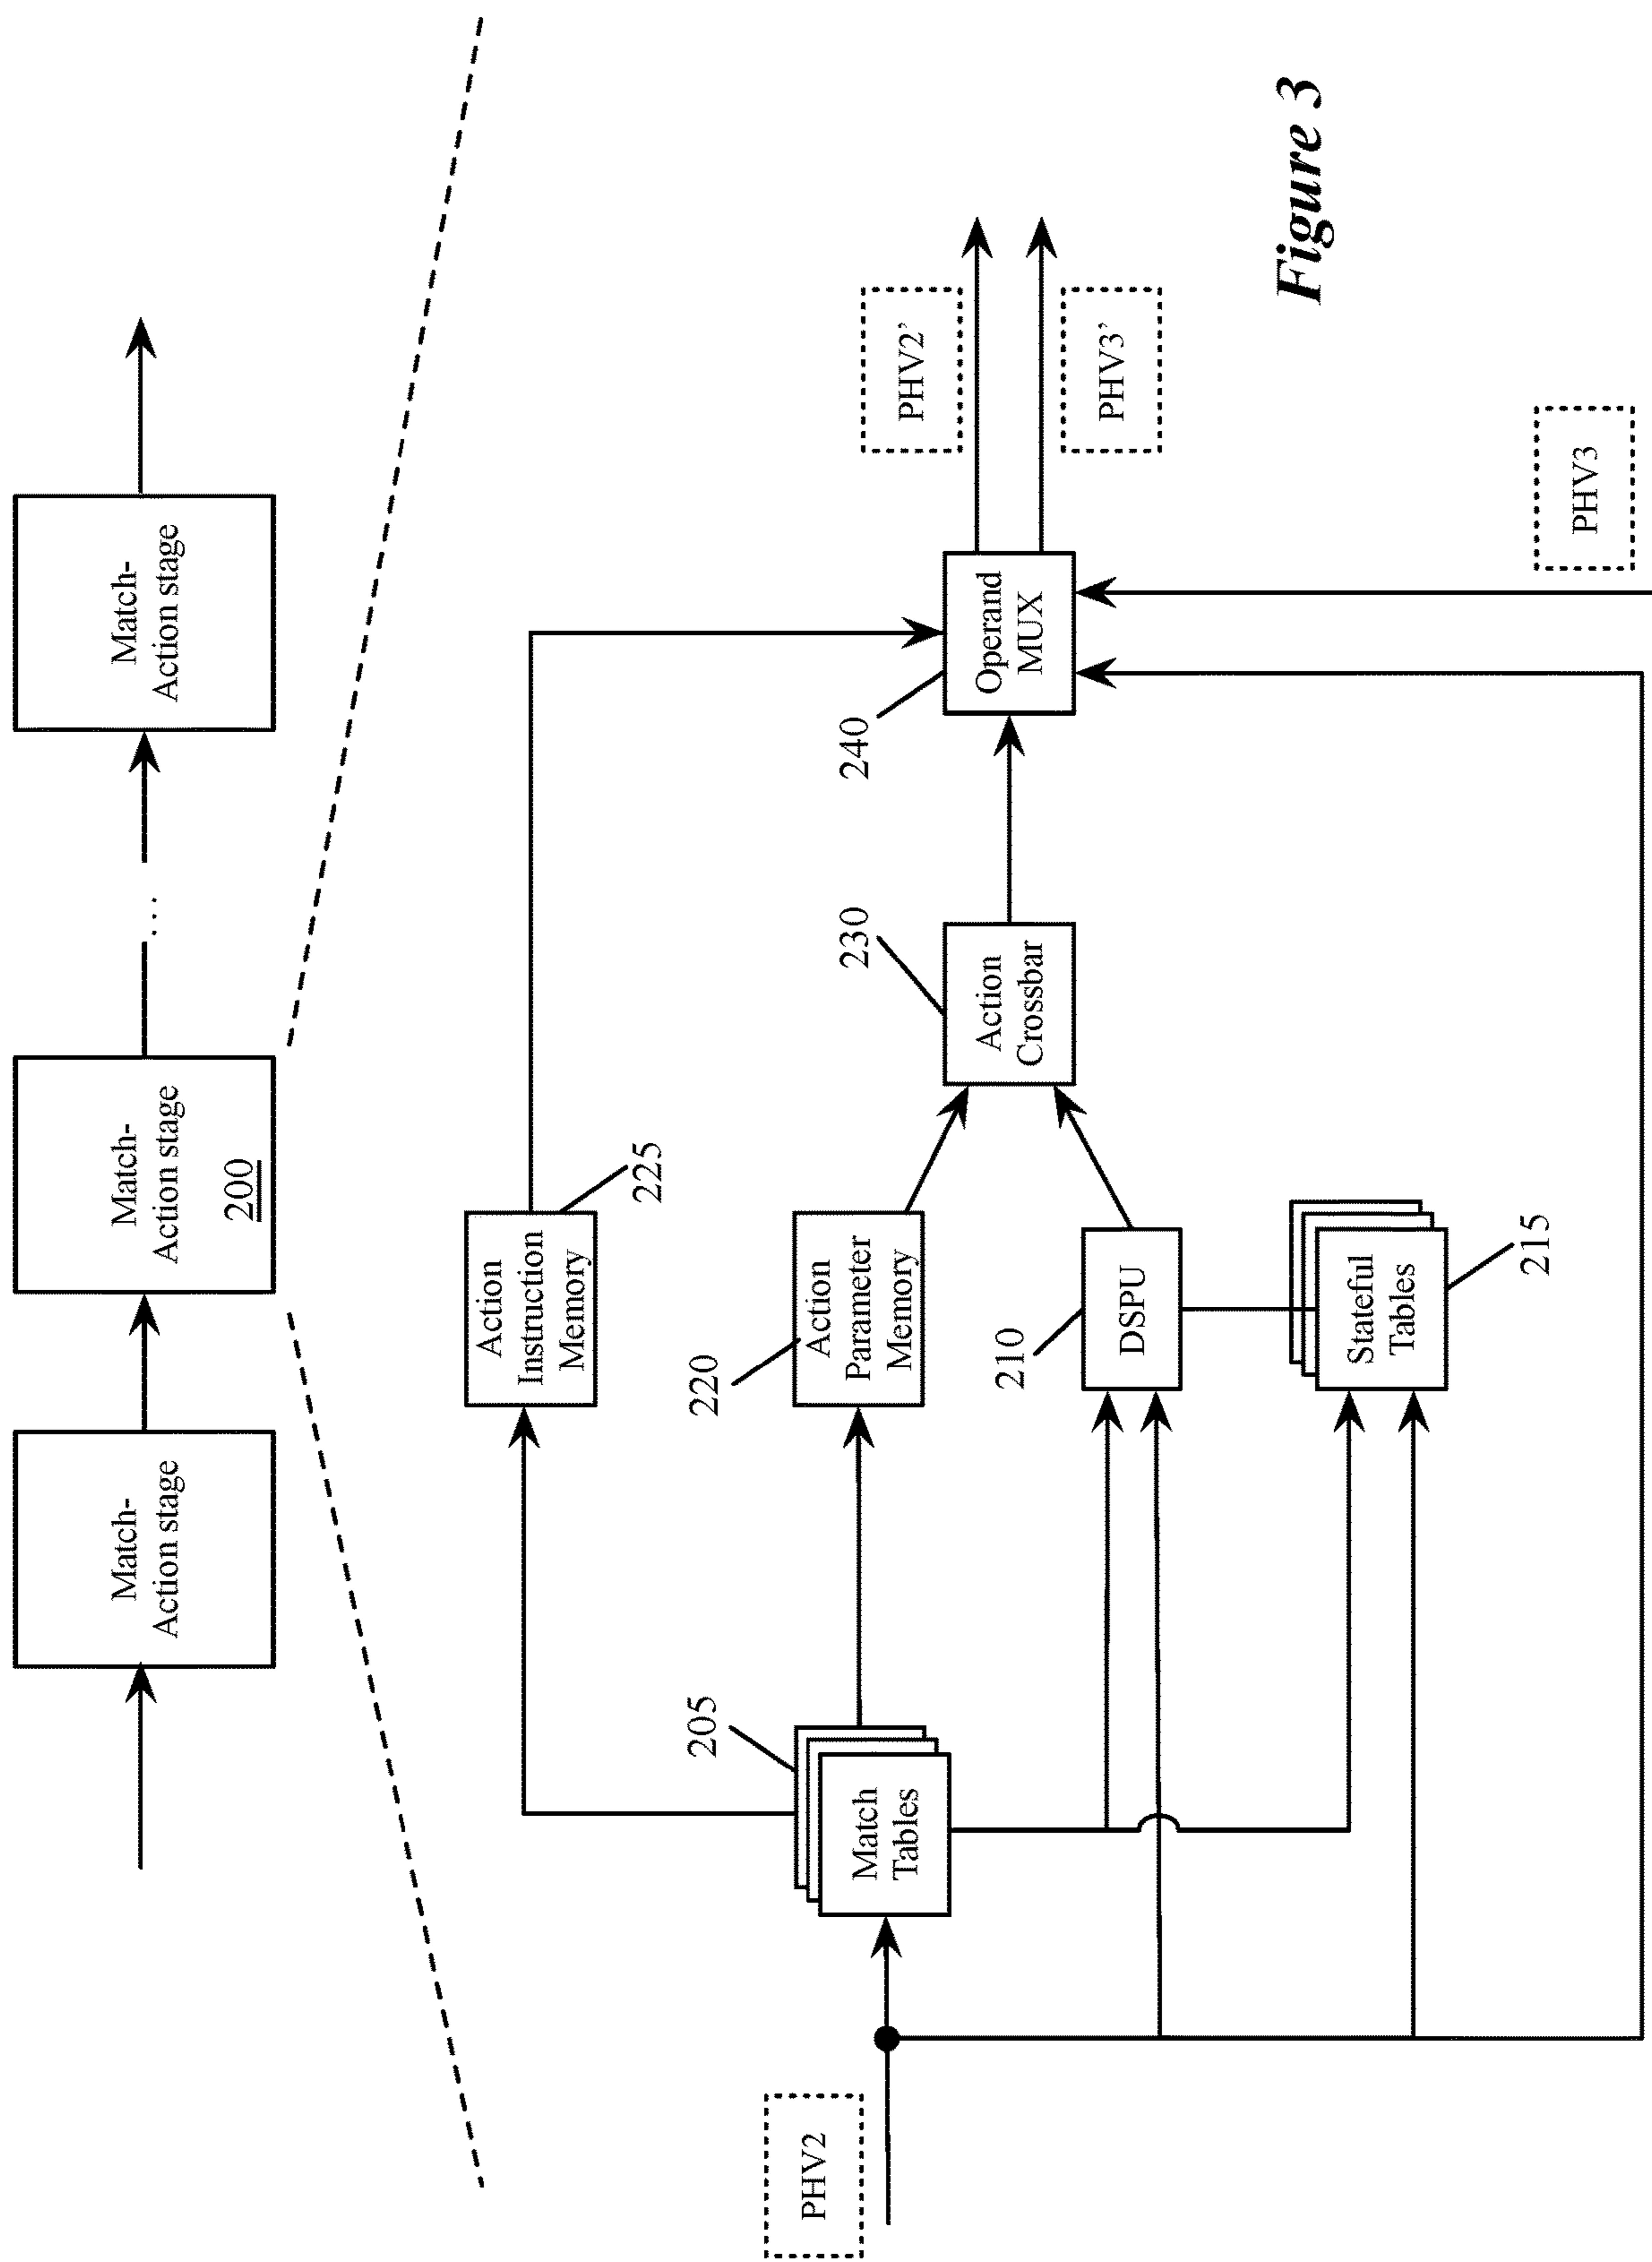 Match-
Action stage
Match-
Action stage
200
...
Match-
Action stage
Action
Instruction
Memory
225
205
Match
Tables
220
Action
Parameter
Memory
PHV2
210
DSPU
Stateful
Tables
215
230
Action
Crossbar
240
Operand
MUX
PHV2’
PHV3’
PHV3
Figure 3